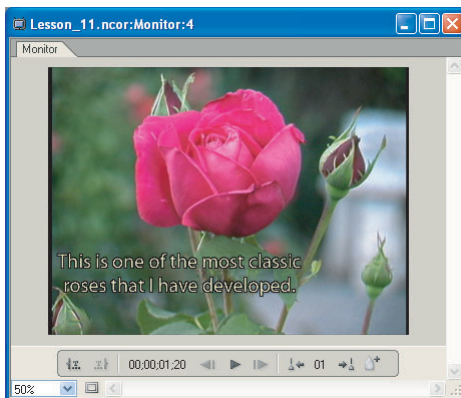 Lesson_11.ncor:Monitor:4
Monitor
This is one of the most classic
roses that I have developed.
00;00;01;20
01
50%